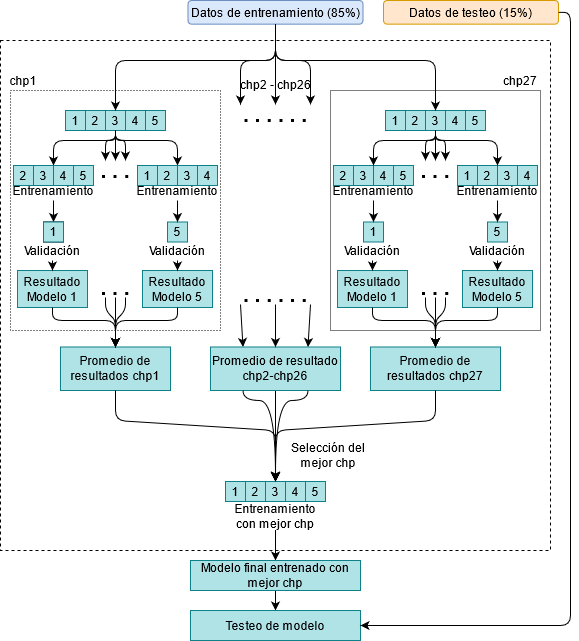 Datos de entrenamiento (85%)
Datos de testeo (15%)
chp1
chp2 - chp26
chp27
1 2 3 4 5
......
1 2 3 4 5
2 3 4 5 ... 1 2 3 4
Entrenamiento Entrenamiento
2 3 4 5 ... 1 2 3 4
Entrenamiento Entrenamiento
1 5
Validación Validación
1 5
Validación Validación
Resultado
Modelo 1
...
Resultado
Modelo 5
......
Resultado
Modelo 1
...
Resultado
Modelo 5
Promedio de
resultados chp1
Promedio de resultado
chp2-chp26
Promedio de
resultados chp27
Selección del
mejor chp
1 2 3 4 5
Entrenamiento
con mejor chp
Modelo final entrenado con
mejor chp
Testeo de modelo